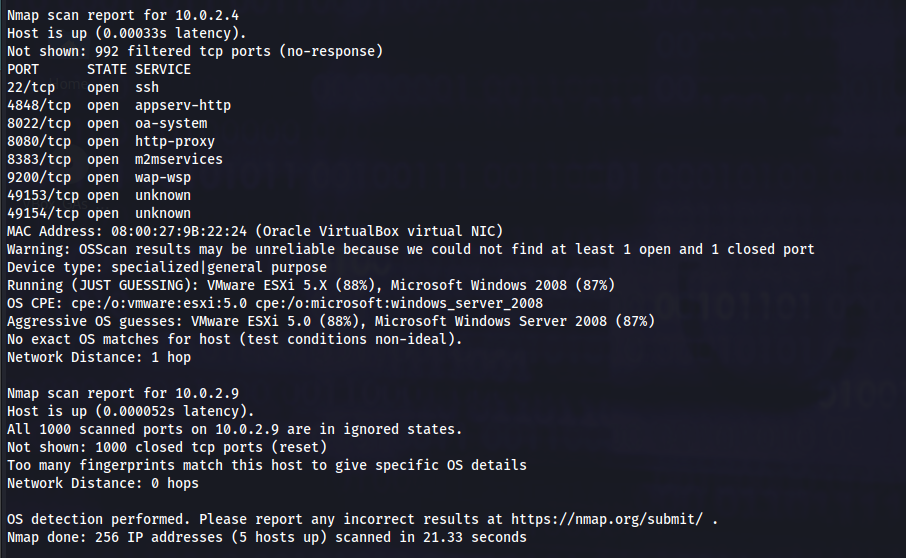 Nmap scan report for 10.0.2.4
Host is up (0.00033s latency).
Not shown: 992 filtered tcp ports (no-response)
PORT      STATE SERVICE
22/tcp    open  ssh
4848/tcp  open  appserv-http
8022/tcp  open  oa-system
8080/tcp  open  http-proxy
8383/tcp  open  m2mservices
9200/tcp  open  wap-wsp
49153/tcp open  unknown
49154/tcp open  unknown
MAC Address: 08:00:27:9B:22:24 (Oracle VirtualBox virtual NIC)
Warning: OSScan results may be unreliable because we could not find at least 1 open and 1 closed port
Device type: specialized|general purpose
Running (JUST GUESSING): VMware ESXi 5.X (88%), Microsoft Windows 2008 (87%)
OS CPE: cpe:/o:vmware:esxi:5.0 cpe:/o:microsoft:windows_server_2008
Aggressive OS guesses: VMware ESXi 5.0 (88%), Microsoft Windows Server 2008 (87%)
No exact OS matches for host (test conditions non-ideal).
Network Distance: 1 hop

Nmap scan report for 10.0.2.9
Host is up (0.000052s latency).
All 1000 scanned ports on 10.0.2.9 are in ignored states.
Not shown: 1000 closed tcp ports (reset)
Too many fingerprints match this host to give specific OS details
Network Distance: 0 hops

OS detection performed. Please report any incorrect results at https://nmap.org/submit/ .
Nmap done: 256 IP addresses (5 hosts up) scanned in 21.33 seconds